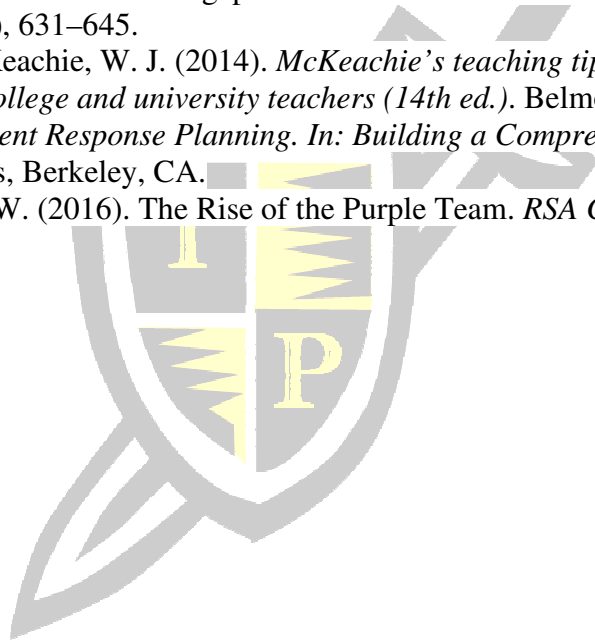 ), 631–645.
Keachie, W. J. (2014). McKeachie's teaching tip
ollege and university teachers (14th ed.). Belmo
ent Response Planning. In: Building a Compre
s, Berkeley, CA.
W. (2016). The Rise of the Purple Team. RSA C
I
P